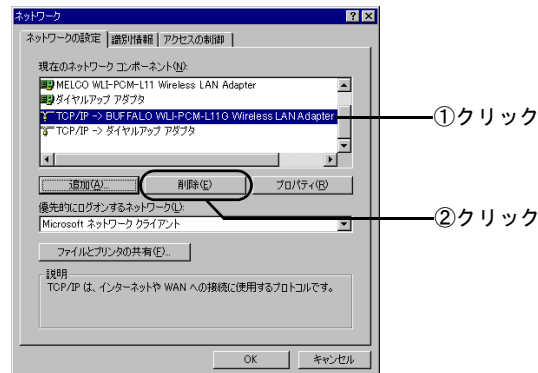 ネットワーク
ネットワークの設定 識別情報 アクセスの制御
現在のネットワーク コンポーネント(N):
MELCO WLI-PCM-L11 Wireless LAN Adapter
ダイヤルアップ アダプタ
TCP/IP -> BUFFALO WLI-PCM-L11G Wireless LAN Adapter
TCP/IP -> ダイヤルアップ アダプタ
①クリック
追加(A)... 削除(E) プロパティ(R)
優先的にログオンするネットワーク(L):
②クリック
Microsoft ネットワーク クライアント
ファイルとプリンタの共有(F)...
説明
TCP/IP は、インターネットや WAN への接続に使用するプロトコルです。
OK キャンセル